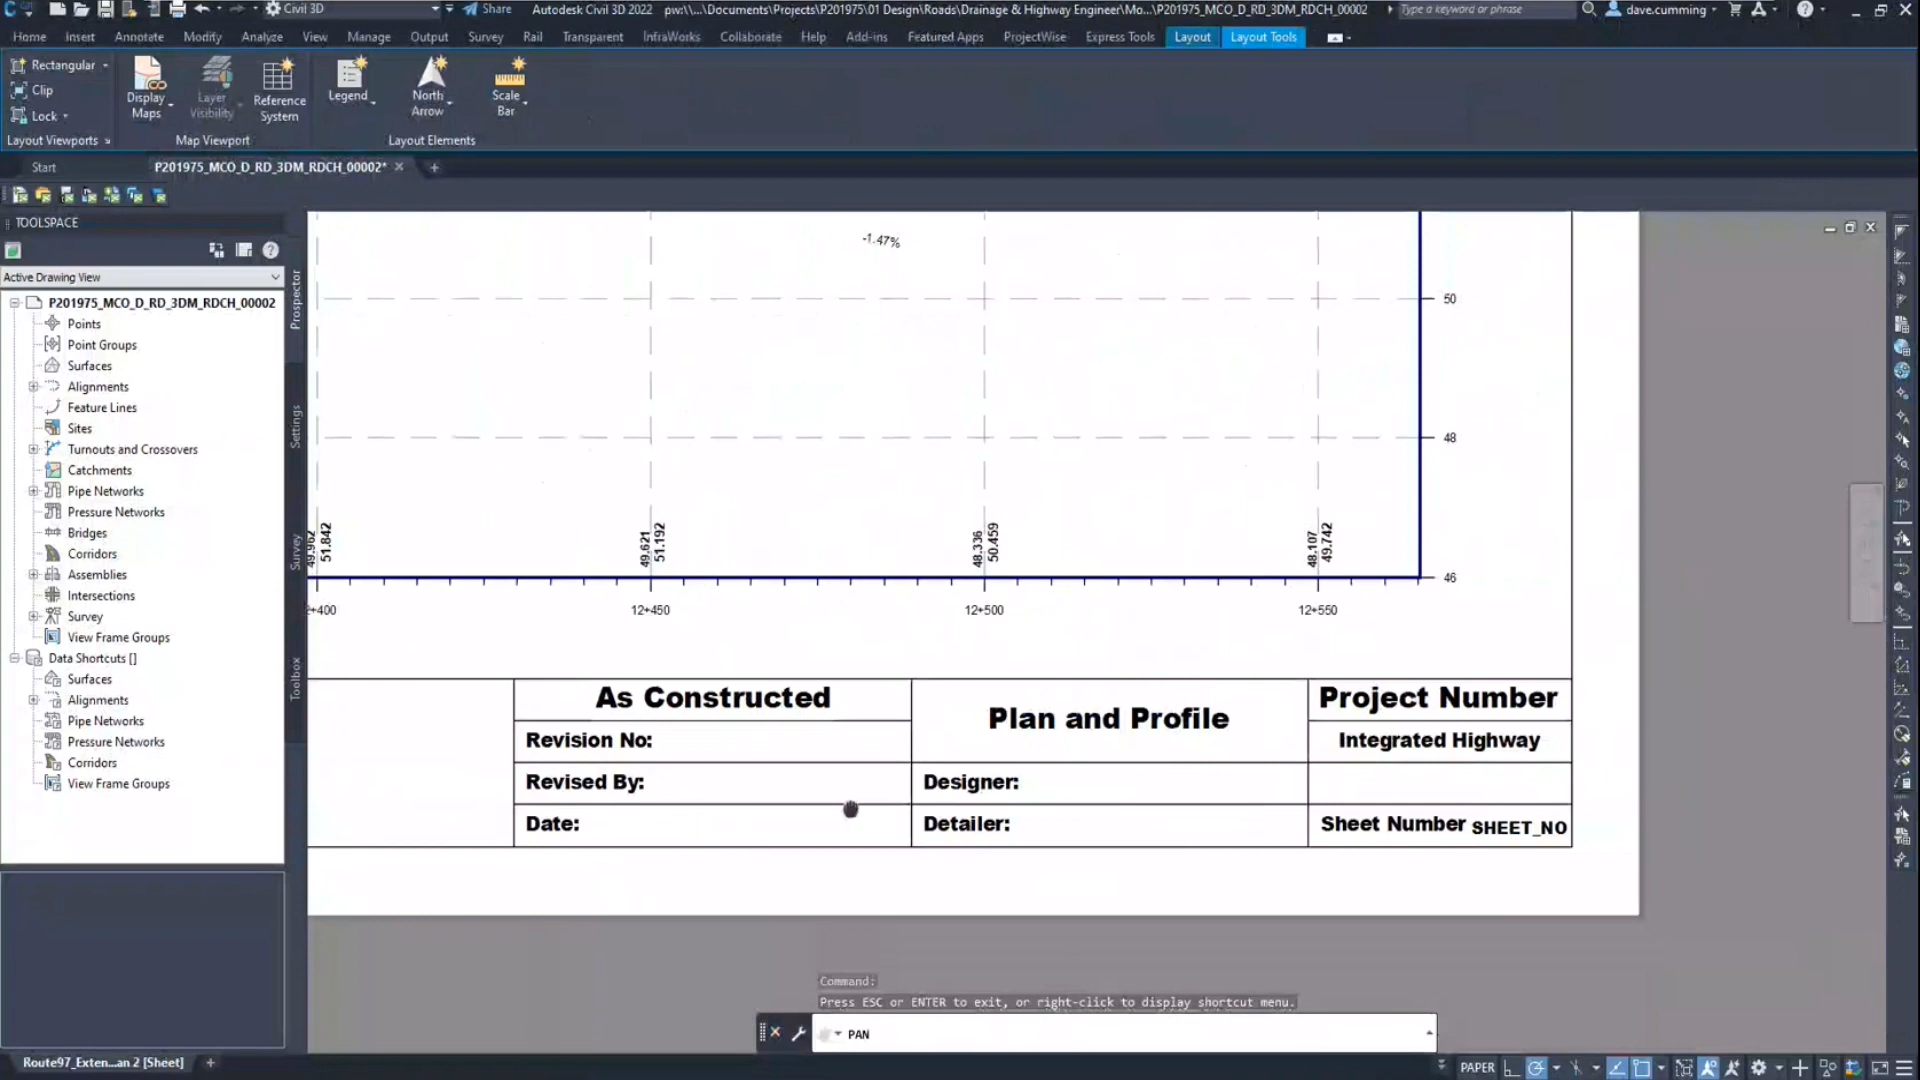 Civil 3D
Share
Autodesk Civil 3D 2022 pw:\\...\Documents\Projects\P201975\01 Design\Roads\Drainage & Highway Engineer\Mo...\P201975_MCO_D_RD_3DM_RDCH_00002
Type a keyword or phrase
dave.cumming
Home Insert Annotate Modify Analyze View Manage Output Survey Rail Transparent InfraWorks Collaborate Help Add-ins Featured Apps ProjectWise Express Tools Layout Layout Tools
Rectangular
Clip
Lock
Display Maps
Layer Visibility
Reference System
Legend
North Arrow
Scale Bar
Layout Viewports
Map Viewport
Layout Elements
Start
P201975_MCO_D_RD_3DM_RDCH_00002*
TOOLSPACE
Active Drawing View
P201975_MCO_D_RD_3DM_RDCH_00002
Points
Point Groups
Surfaces
Alignments
Feature Lines
Sites
Turnouts and Crossovers
Catchments
Pipe Networks
Pressure Networks
Bridges
Corridors
Assemblies
Intersections
Survey
View Frame Groups
Data Shortcuts []
Surfaces
Alignments
Pipe Networks
Pressure Networks
Corridors
View Frame Groups
Prospector
Settings
Survey
Toolbox
-1.47%
50
48
46
49.962
51.842
49.621
51.192
48.336
50.459
48.107
49.742
+400
12+450
12+500
12+550
As Constructed
Revision No:
Revised By:
Date:
Plan and Profile
Designer:
Detailer:
Project Number
Integrated Highway
Sheet Number SHEET_NO
Command:
Press ESC or ENTER to exit, or right-click to display shortcut menu.
PAN
Route97_Exten...an 2 [Sheet]
PAPER